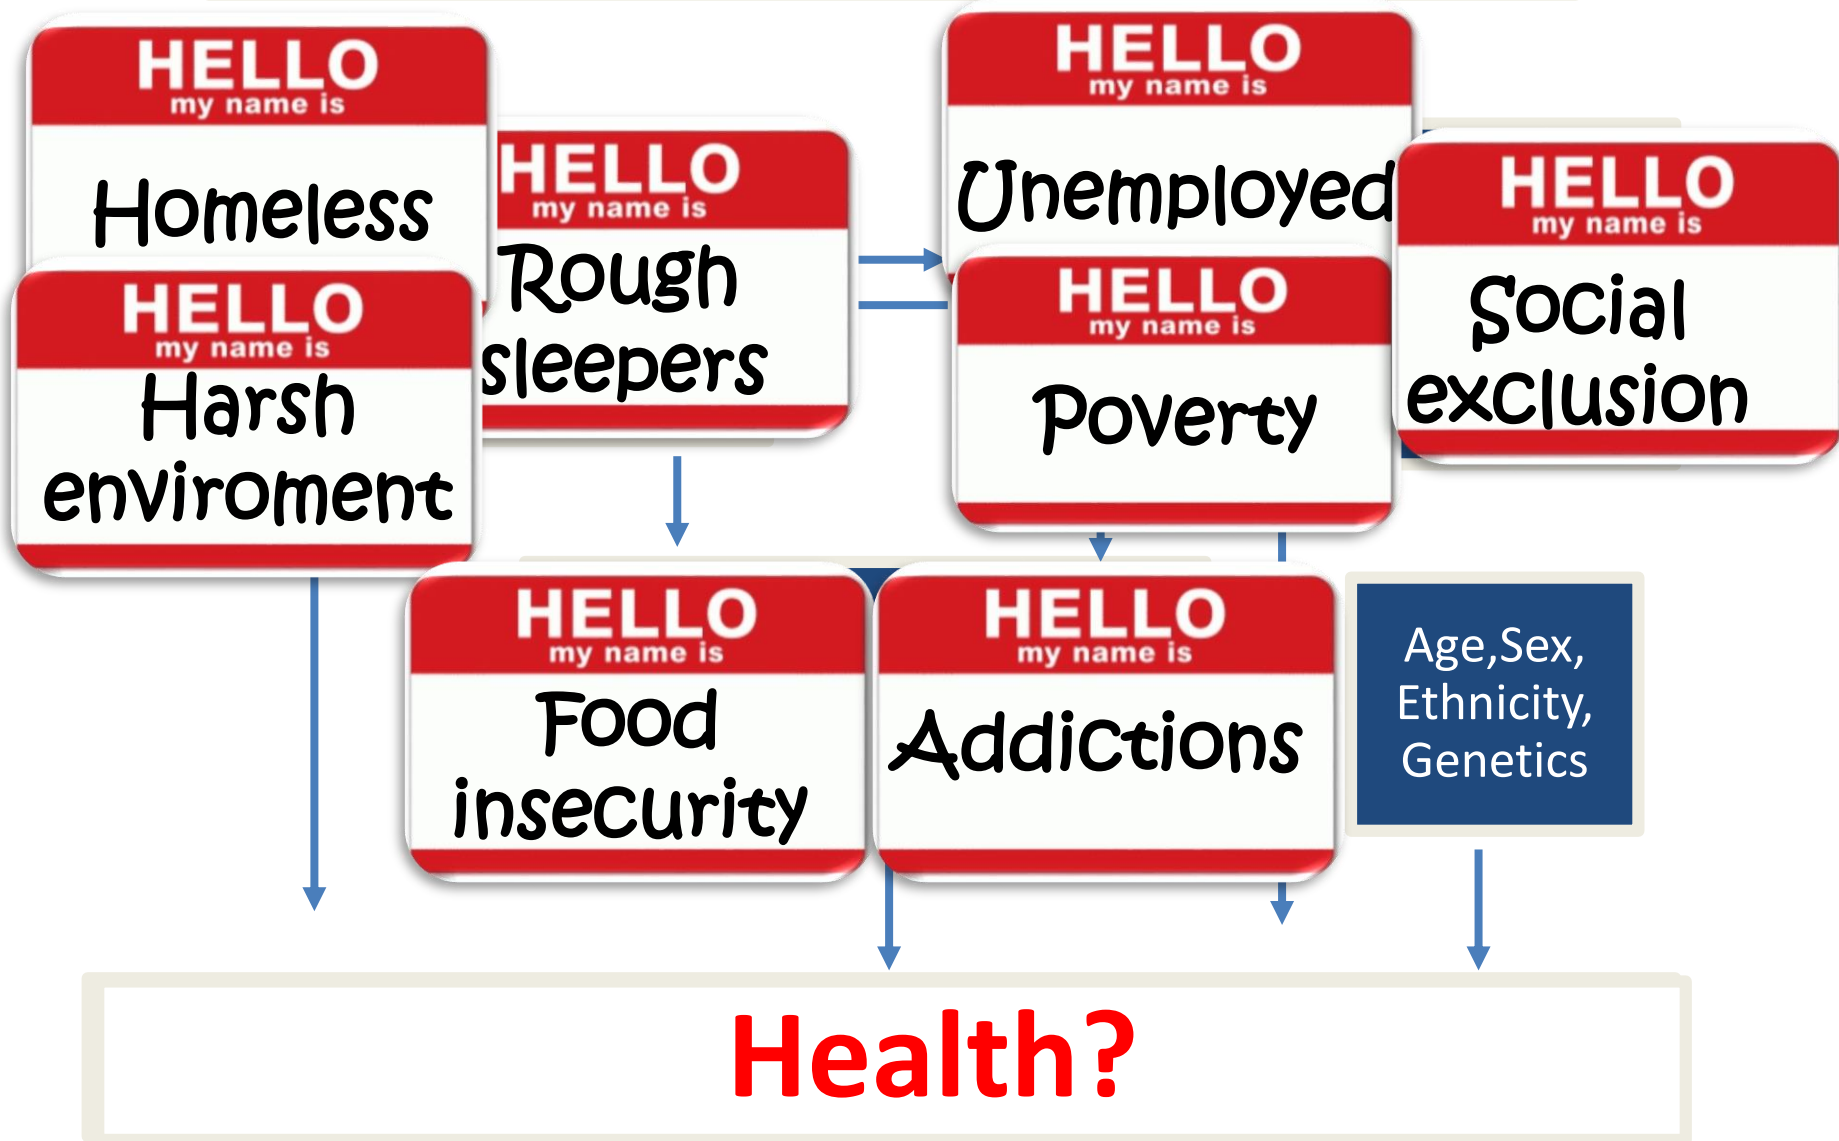 HELLO
my name is
Homeless
HELLO
my name is
Harsh
enviroment
HELLO
my name is
Rough
sleepers
HELLO
my name is
Unemployed
HELLO
my name is
Poverty
HELLO
my name is
Social
exclusion
HELLO
my name is
Food
insecurity
HELLO
my name is
Addictions
Age,Sex,
Ethnicity,
Genetics
Health?